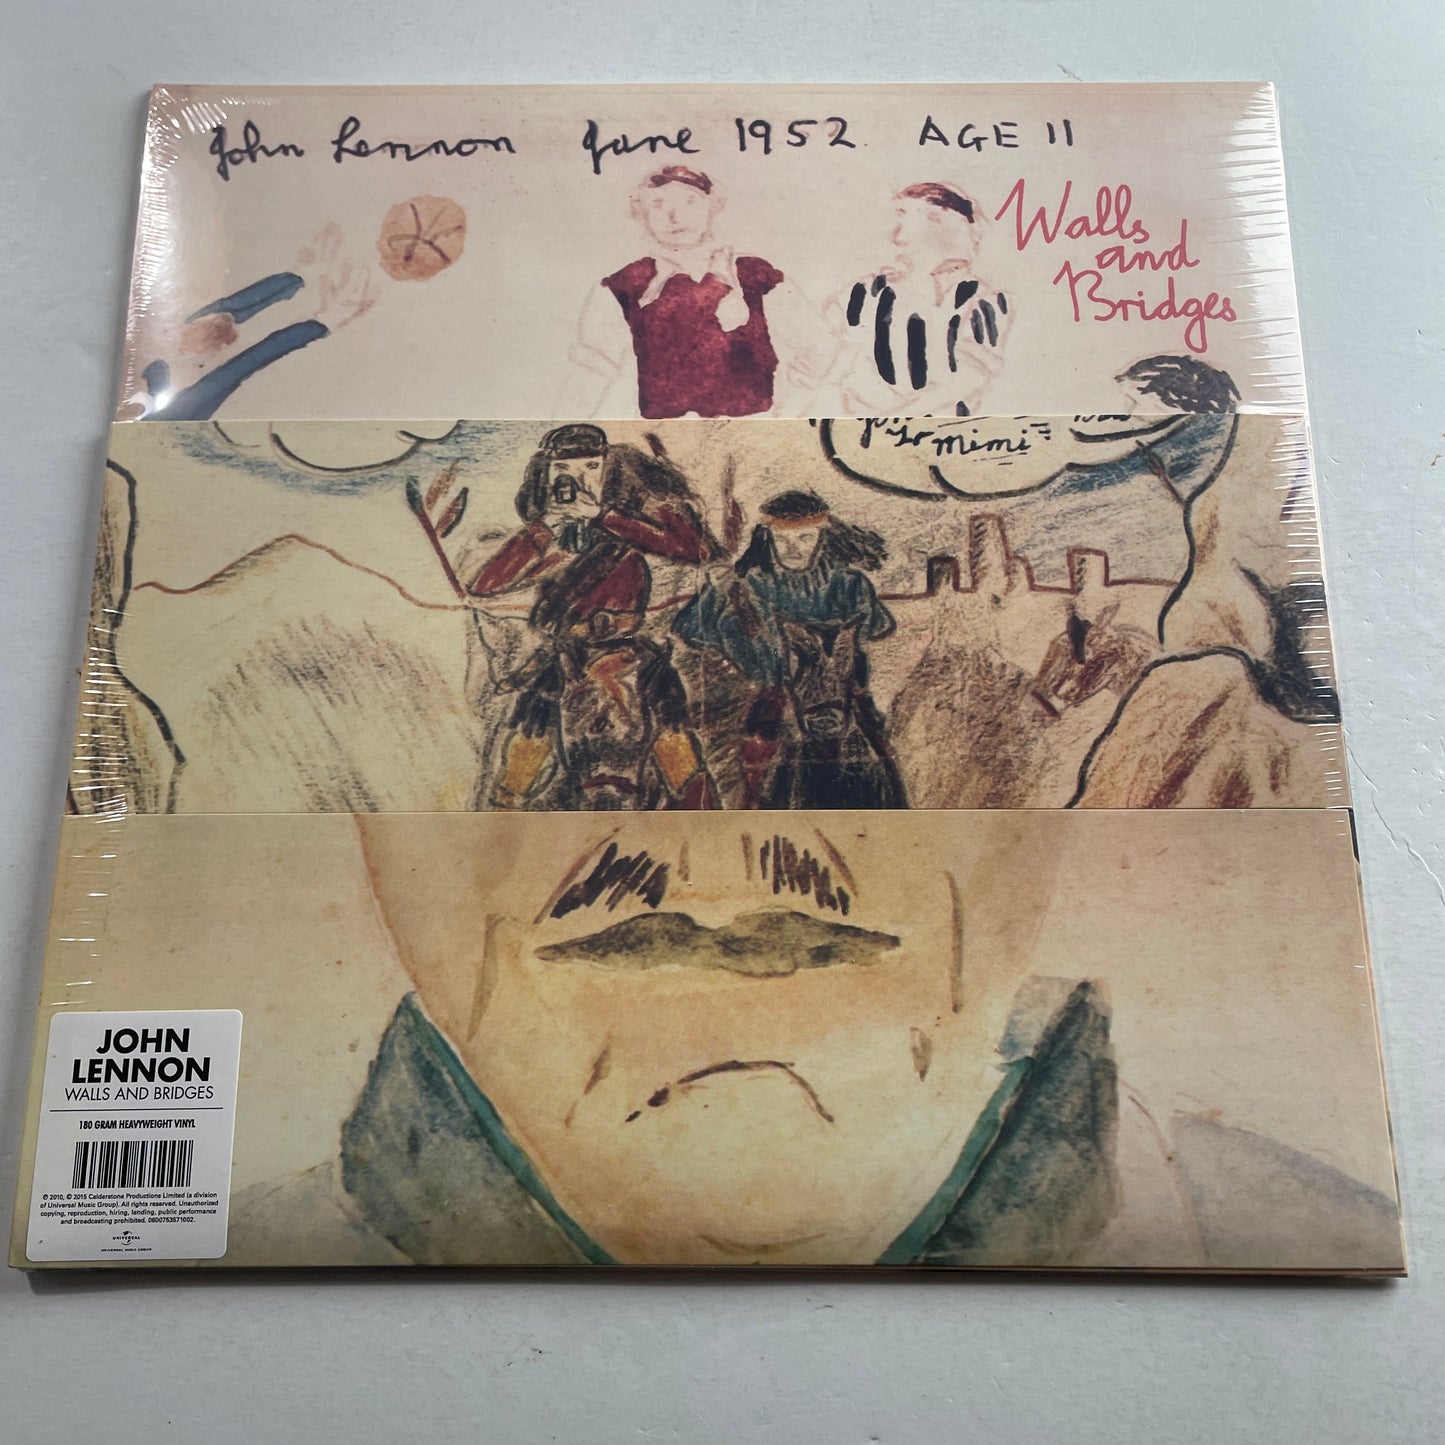 John Lennon June 1952. AGE 11
Walls
and
Bridges
To Mimi
JOHN
LENNON
WALLS AND BRIDGES
180 GRAM HEAVYWEIGHT VINYL
℗ 2010, © 2015 Calderstone Productions Limited (a division
of Universal Music Group). All rights reserved. Unauthorized
copying, reproduction, hiring, lending, public performance
and broadcasting prohibited. 0600753571002.
UNIVERSAL
UNIVERSAL MUSIC GROUP